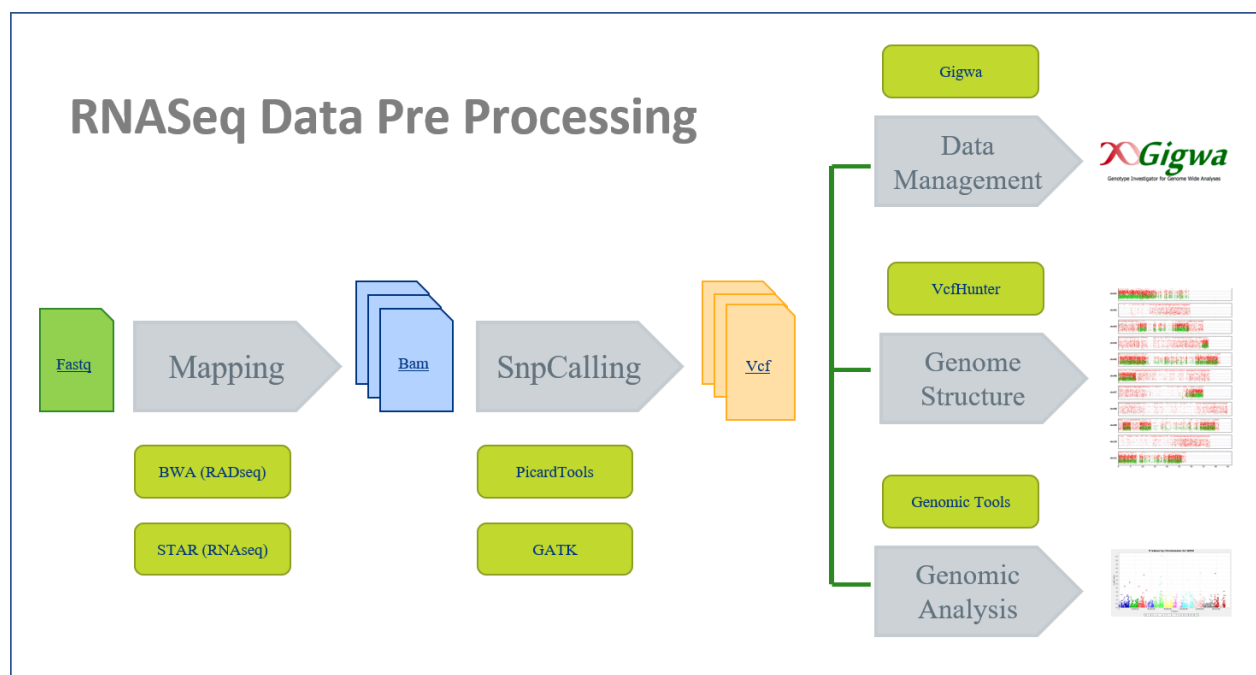 RNASeq Data Pre Processing
Gigwa
Data
Management
Gigwa
Genotype Investigator for Genome Wide Analyses
Fastq
Mapping
Bam
SnpCalling
Vcf
VcfHunter
Genome
Structure
BWA (RADseq)
PicardTools
STAR (RNAseq)
GATK
Genomic Tools
Genomic
Analysis